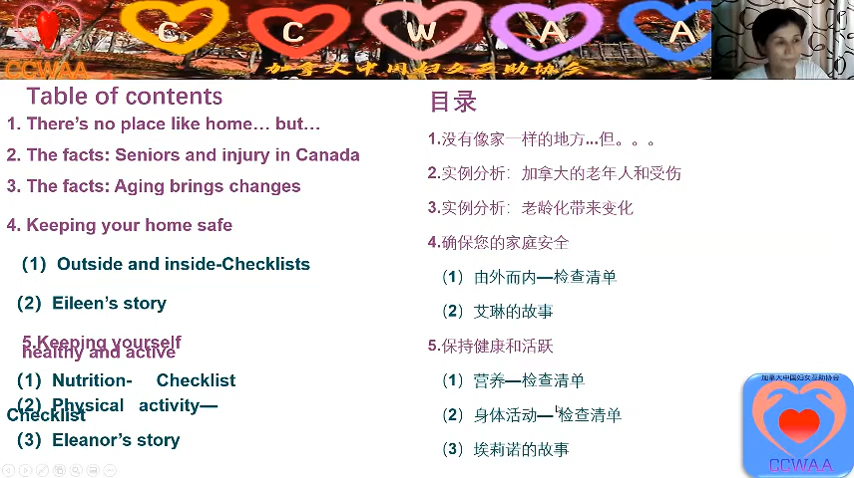 C C W A A
CCWAA
加拿大中国妇女互助协会
Table of contents
1. There's no place like home… but…
2. The facts: Seniors and injury in Canada
3. The facts: Aging brings changes
4. Keeping your home safe
（1）Outside and inside-Checklists
（2）Eileen's story
5.Keeping yourself
healthy and active
（1）Nutrition- Checklist
（2）Physical activity—
Checklist
（3）Eleanor's story
目录
1.没有像家一样的地方...但。。。
2.实例分析：加拿大的老年人和受伤
3.实例分析：老龄化带来变化
4.确保您的家庭安全
（1）由外而内—检查清单
（2）艾琳的故事
5.保持健康和活跃
（1）营养—检查清单
（2）身体活动—检查清单
（3）埃莉诺的故事
加拿大中国妇女互助协会
CCWAA